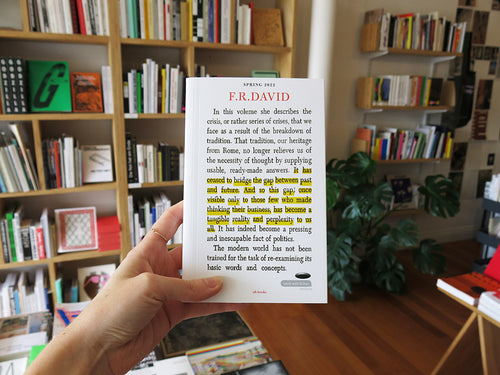 SPRING 2022
F.R.DAVID
In this volume she describes the
crisis, or rather series of crises, that we
face as a result of the breakdown of
tradition. That tradition, our heritage
from Rome, no longer relieves us of
the necessity of thought by supplying
usable, ready-made answers. It has
ceased to bridge the gap between past
and future. And so this gap, once
visible only to those few who made
thinking their business, has become a
tangible reality and perplexity to us
all. It has indeed become a pressing
and inescapable fact of politics.
The modern world has not been
trained for the task of re-examining its
basic words and concepts.
G